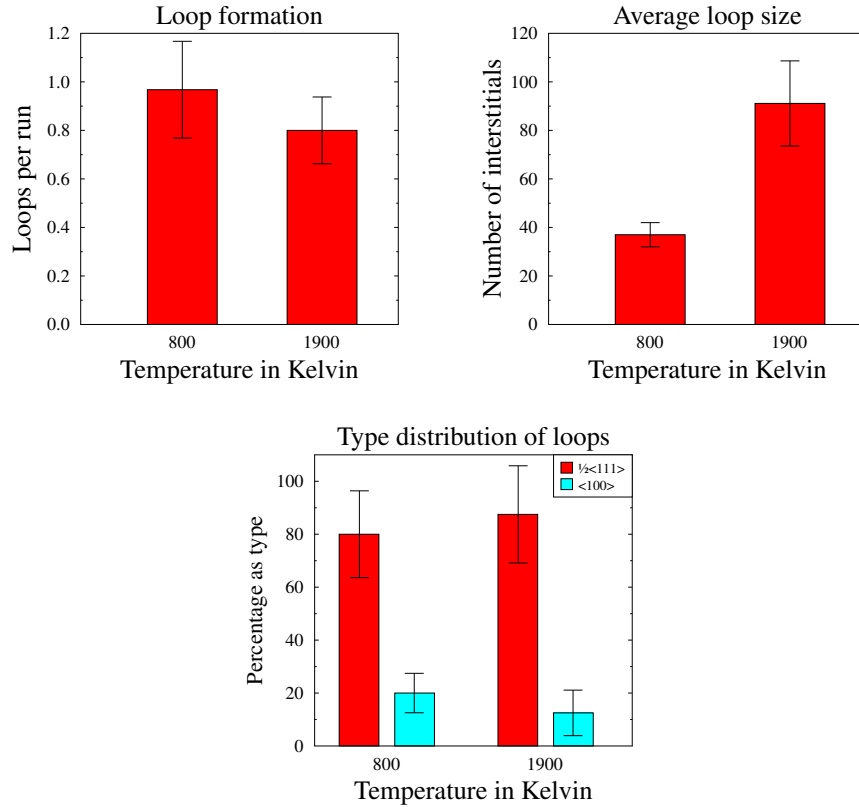 Loop formation
1.2
1.0
0.8
0.6
0.4
0.2
0.0
Loops per run
800 1900
Temperature in Kelvin
Average loop size
120
100
80
60
40
20
0
Number of interstitials
800 1900
Temperature in Kelvin
Type distribution of loops
½<111>
<100>
100
80
60
40
20
0
Percentage as type
800 1900
Temperature in Kelvin